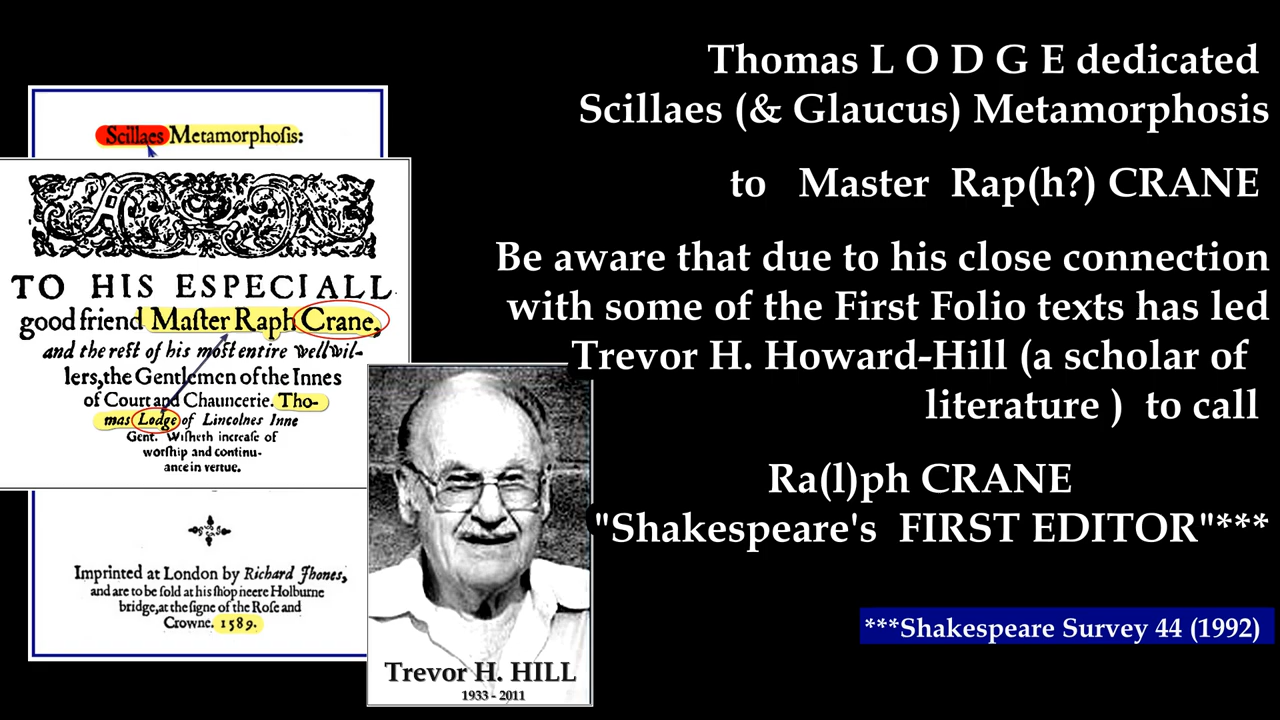 Scillaes Metamorphosis:
TO HIS ESPECIALL
good friend Master Raph Crane,
and the rest of his most entire wellwil-
lers, the Gentlemen of the Innes
of Court and Chauncerie. Tho-
mas Lodge of Lincolnes Inne
Gent. Wisheth increase of
worship and continu-
ance in vertue.
Imprinted at London by Richard Jhones,
and are to be sold at his shop neere Holburne
bridge, at the signe of the Rose and
Crowne. 1589.
Trevor H. HILL
1933 - 2011
Thomas L O D G E dedicated
Scillaes (& Glaucus) Metamorphosis
to Master Rap(h?) CRANE
Be aware that due to his close connection
with some of the First Folio texts has led
Trevor H. Howard-Hill (a scholar of
literature ) to call
Ra(l)ph CRANE
"Shakespeare's FIRST EDITOR"***
***Shakespeare Survey 44 (1992)